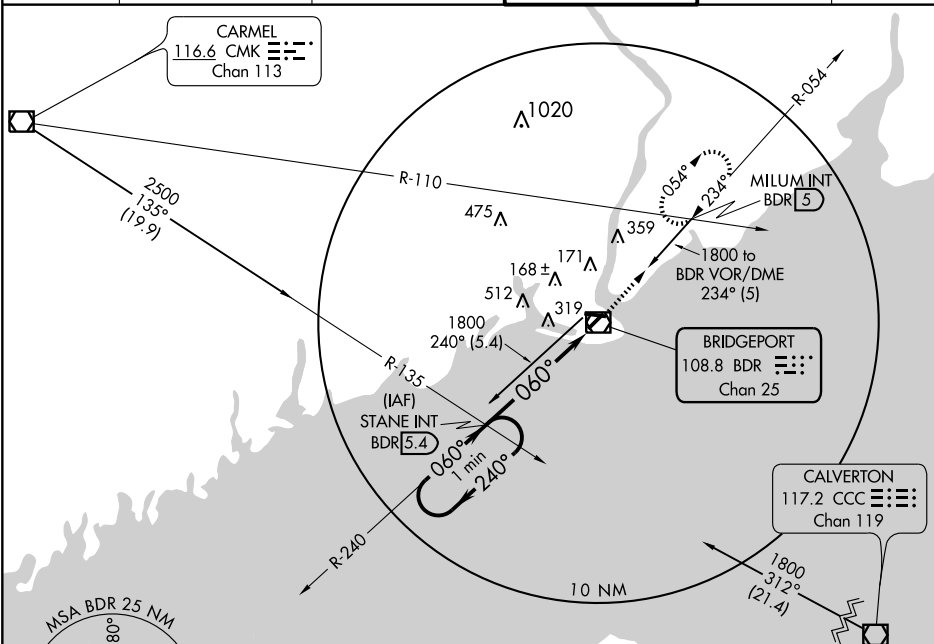 CARMEL
116.6 CMK
Chan 113
1020
R-054
2500
135°
(19.9)
R-110
054°
234°
MILUM INT
BDR 5
475
359
171
168 ±
1800 to
BDR VOR/DME
234° (5)
512
319
1800
240° (5.4)
BRIDGEPORT
108.8 BDR
Chan 25
R-135
060°
(IAF)
STANE INT
BDR 5.4
060°
1 min
240°
CALVERTON
117.2 CCC
Chan 119
R-240
1800
312°
(21.4)
10 NM
MSA BDR 25 NM
80°